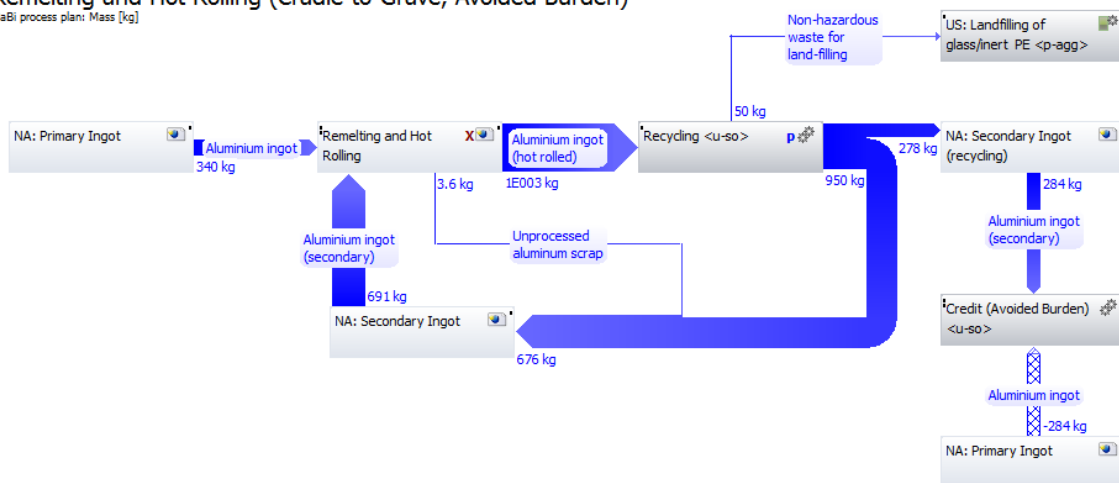 Remelting and Hot Rolling (Cradle to Grave, Avoided Burden)
aBi process plan: Mass [kg]
Non-hazardous
waste for
land-filling
US: Landfilling of
glass/inert PE <p-agg>
50 kg
NA: Primary Ingot
Aluminium ingot
340 kg
Remelting and Hot
Rolling
X
Aluminium ingot
(hot rolled)
1E003 kg
Recycling <u-so>
p
950 kg
278 kg
NA: Secondary Ingot
(recycling)
3.6 kg
284 kg
Aluminium ingot
(secondary)
Unprocessed
aluminum scrap
Aluminium ingot
(secondary)
691 kg
NA: Secondary Ingot
676 kg
Credit (Avoided Burden)
<u-so>
Aluminium ingot
-284 kg
NA: Primary Ingot